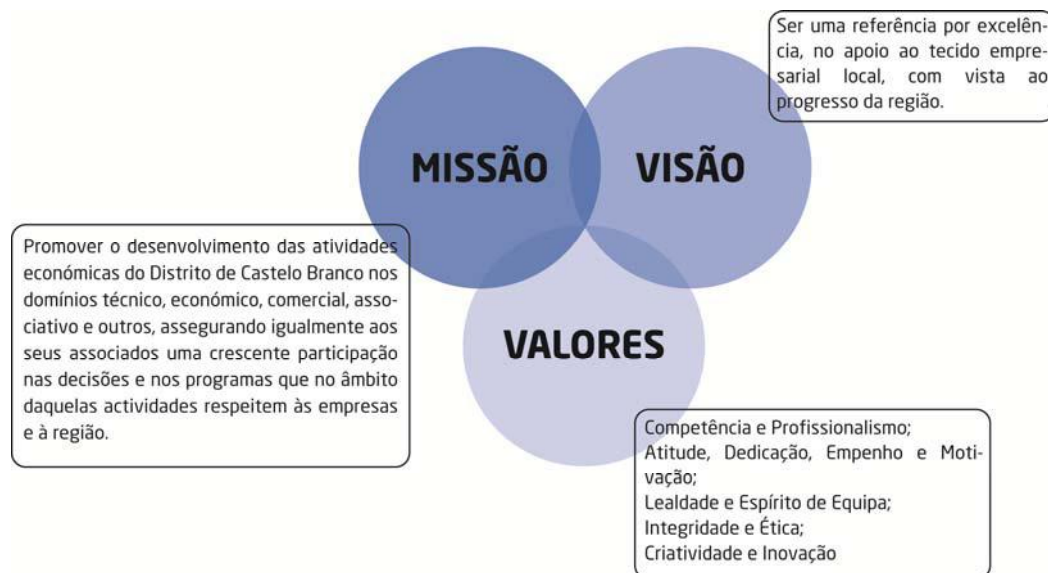 Ser uma referência por excelên-
cia, no apoio ao tecido empre-
sarial local, com vista ao
progresso da região.
MISSÃO
VISÃO
Promover o desenvolvimento das atividades
económicas do Distrito de Castelo Branco nos
domínios técnico, económico, comercial, asso-
ciativo e outros, assegurando igualmente aos
seus associados uma crescente participação
nas decisões e nos programas que no âmbito
daquelas actividades respeitem às empresas
e à região.
VALORES
Competência e Profissionalismo;
Atitude, Dedicação, Empenho e Moti-
vação;
Lealdade e Espírito de Equipa;
Integridade e Ética;
Criatividade e Inovação